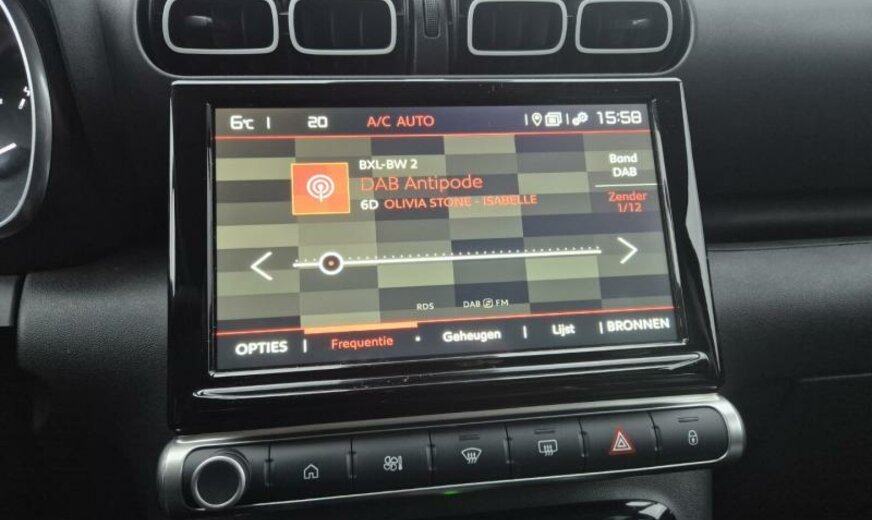 6°C 20 A/C AUTO 15:58
BXL-BW 2
DAB Antipode
6D OLIVIA STONE - ISABELLE
Band
DAB
Zender
1/12
RDS DAB FM
OPTIES Frequentie Geheugen Lijst BRONNEN